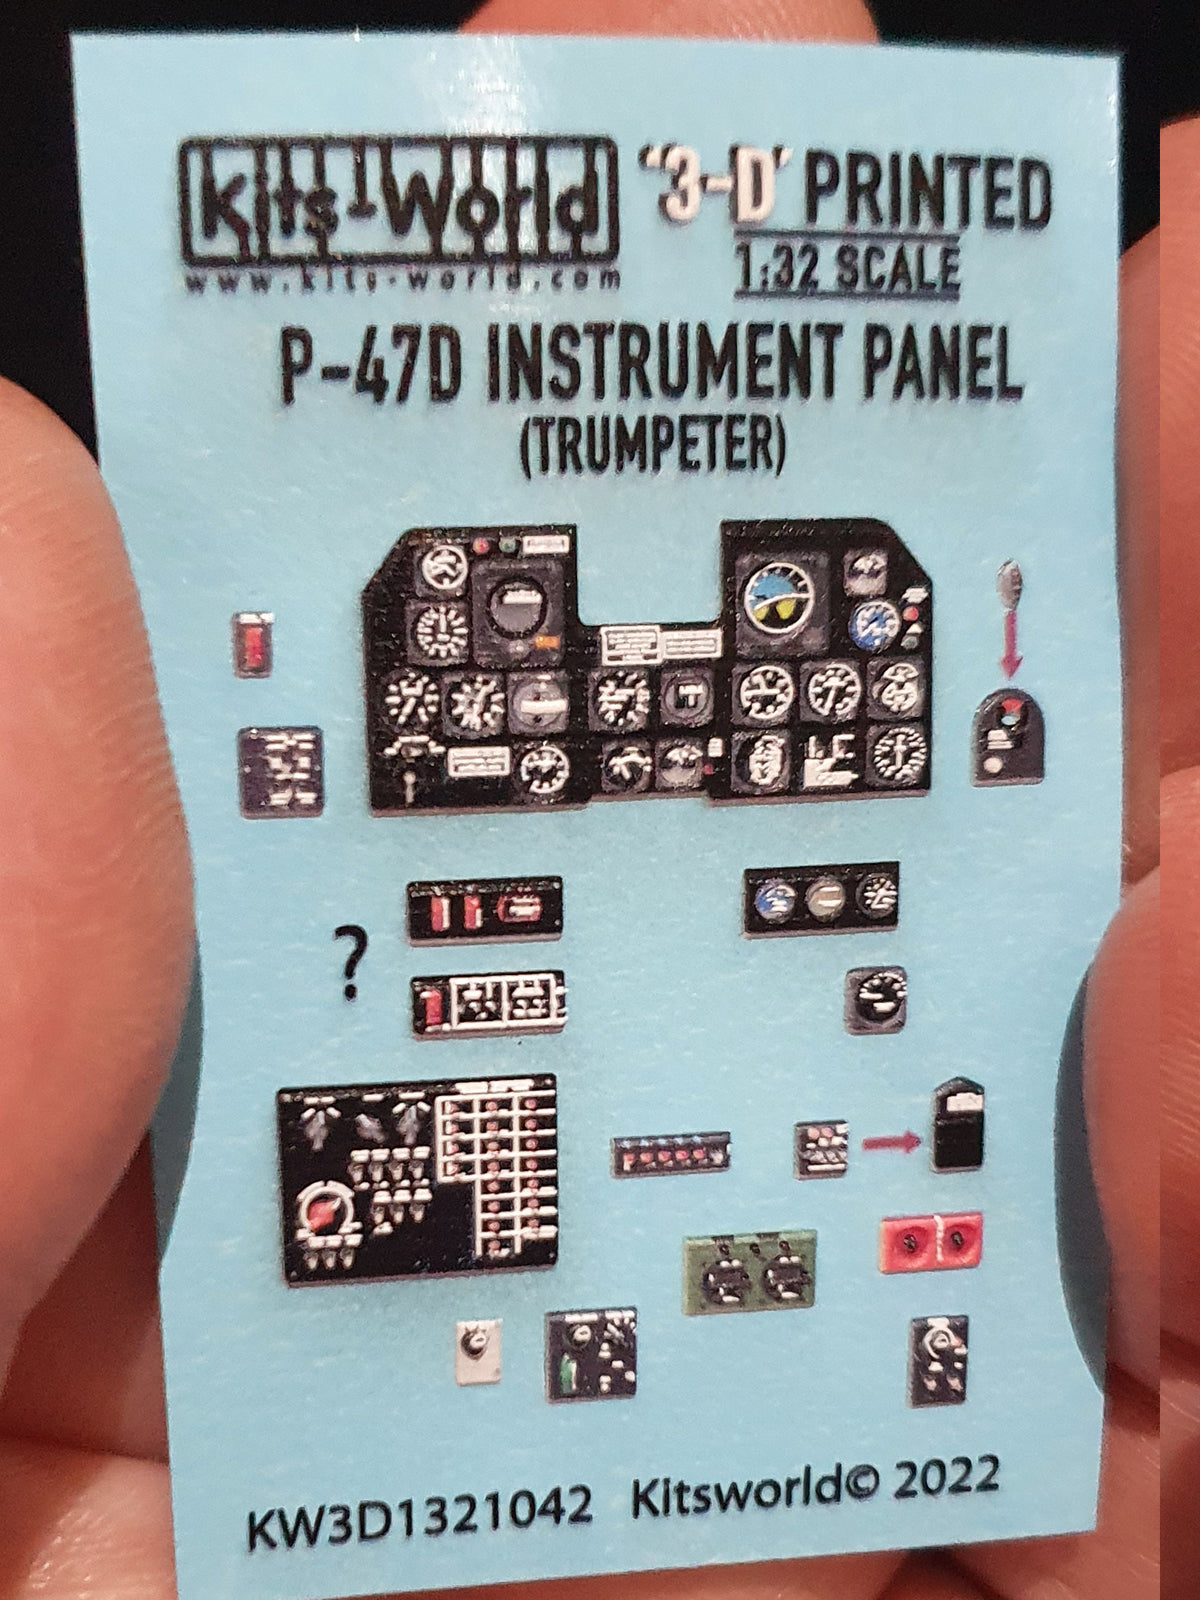 Kits-World
www.kits-world.com
"3-D" PRINTED
1:32 SCALE
P-47D INSTRUMENT PANEL
(TRUMPETER)
?
KW3D1321042 Kitsworld© 2022